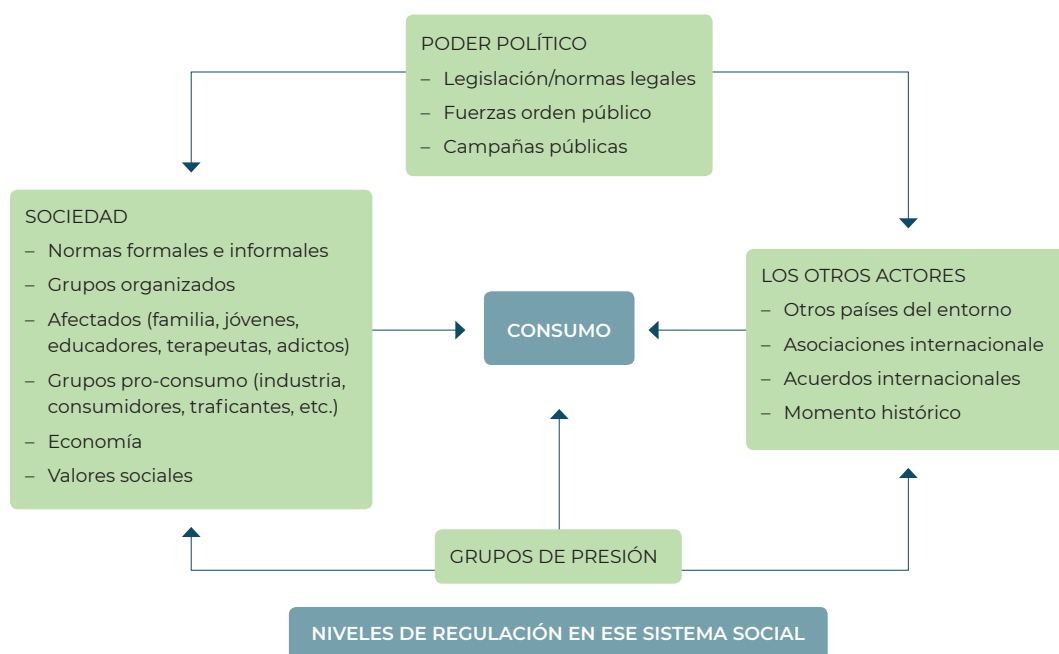 PODER POLÍTICO
– Legislación/normas legales
– Fuerzas orden público
– Campañas públicas
SOCIEDAD
– Normas formales e informales
– Grupos organizados
– Afectados (familia, jóvenes,
educadores, terapeutas, adictos)
– Grupos pro-consumo (industria,
consumidores, traficantes, etc.)
– Economía
– Valores sociales
CONSUMO
LOS OTROS ACTORES
– Otros países del entorno
– Asociaciones internacionale
– Acuerdos internacionales
– Momento histórico
GRUPOS DE PRESIÓN
NIVELES DE REGULACIÓN EN ESE SISTEMA SOCIAL